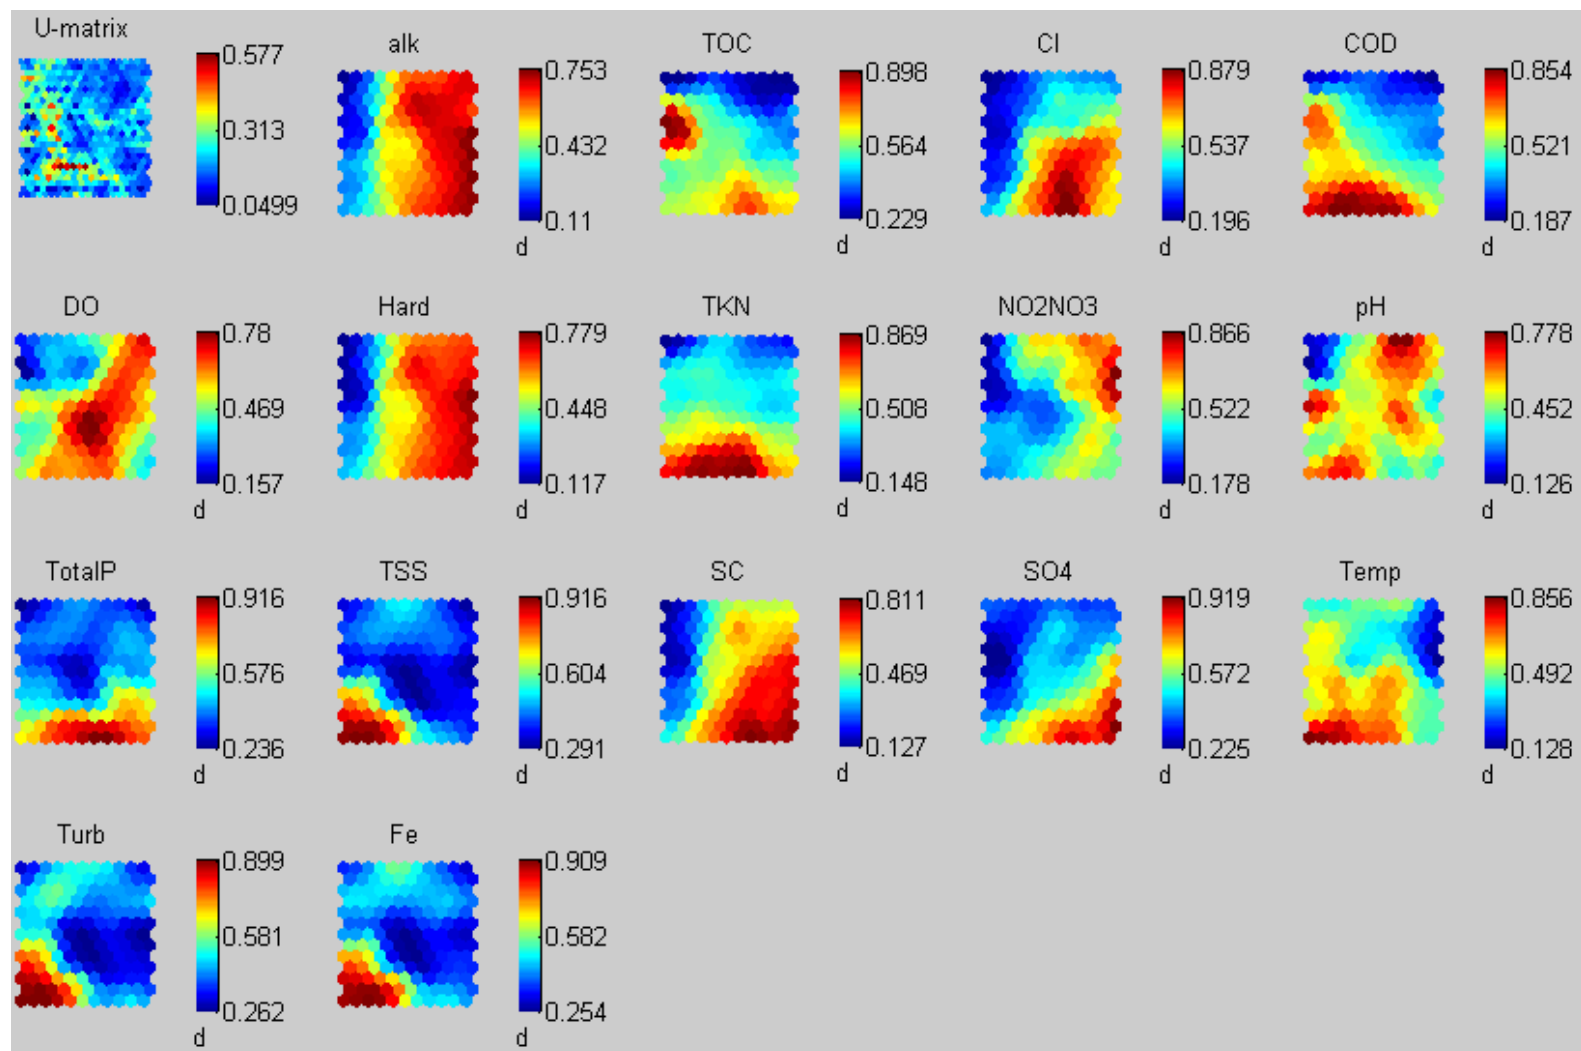 U-matrix
0.577
0.313
0.0499
alk
0.753
0.432
0.11
d
TOC
0.898
0.564
0.229
d
Cl
0.879
0.537
0.196
d
COD
0.854
0.521
0.187
d
DO
0.78
0.469
0.157
d
Hard
0.779
0.448
0.117
d
TKN
0.869
0.508
0.148
d
NO2NO3
0.866
0.522
0.178
d
pH
0.778
0.452
0.126
d
TotalP
0.916
0.576
0.236
d
TSS
0.916
0.604
0.291
d
SC
0.811
0.469
0.127
d
SO4
0.919
0.572
0.225
d
Temp
0.856
0.492
0.128
d
Turb
0.899
0.581
0.262
d
Fe
0.909
0.582
0.254
d